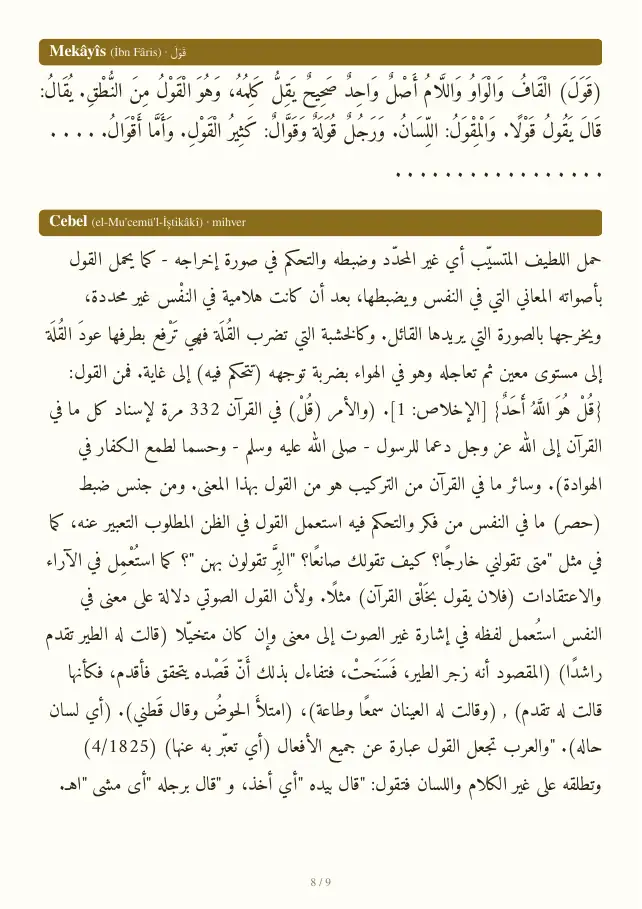 Mekâyîs (İbn Fâris) · قَوَلَ
(قَوَلَ) الْقَافُ وَالْوَاوُ وَاللَّامُ أَصْلٌ وَاحِدٌ صَحِيحٌ يَقِلُّ كَلِمُهُ، وَهُوَ الْقَوْلُ مِنَ النُّطْقِ. يُقَالُ:
قَالَ يَقُولُ قَوْلًا. وَالْمِقْوَلُ: اللِّسَانُ. وَرَجُلٌ قُوَلَةٌ وَقَوَّالٌ: كَثِيرُ الْقَوْلِ. وَأَمَّا أَقْوَالُ. . . . .
. . . . . . . . . . . . . . . . .
Cebel (el-Mu'cemü'l-İştikâkî) · mihver
حمل اللطيف المتسيّب أي غير المحدّد وضبطه والتحكم في صورة إخراجه - كما يحمل القول
بأصواته المعاني التي في النفس ويضبطها، بعد أن كانت هلامية في النفْس غير محددة،
ويخرجها بالصورة التي يريدها القائل. وكالخشبة التي تضرب القُلَة فهي تَرْفع بطرفها عودَ القُلَة
إلى مستوى معين ثم تعاجله وهو في الهواء بضربة توجهه (تتحكم فيه) إلى غاية. فمن القول:
{قُلْ هُوَ اللَّهُ أَحَدٌ} [الإخلاص: 1]. (والأمر (قُلْ) في القرآن 332 مرة لإسناد كل ما في
القرآن إلى الله عز وجل دعما للرسول - صلى الله عليه وسلم - وحسما لطمع الكفار في
الهوادة). وسائر ما في القرآن من التركيب هو من القول بهذا المعنى. ومن جنس ضبط
(حصر) ما في النفس من فكر والتحكم فيه استعمل القول في الظن المطلوب التعبير عنه، كما
في مثل "متى تقولني خارجًا؟ كيف تقولك صانعًا؟ "البِرَّ تقولون بهن "؟ كما استُعْمِل في الآراء
والاعتقادات (فلان يقول بخَلْق القرآن) مثلًا. ولأن القول الصوتي دلالة على معنى في
النفس استُعمل لفظه في إشارة غير الصوت إلى معنى وإن كان متخيّلا (قالت له الطير تقدم
راشدًا) (المقصود أنه زجر الطير، فَسَنَحتْ، فتفاءل بذلك أَنّ قَصْده يتحقق فأقدم، فكأنها
قالت له تقدم) , (وقالت له العينان سمعًا وطاعة)، (امتلأَ الحوضُ وقال قَطني). (أي لسان
حاله). "والعرب تجعل القول عبارة عن جميع الأفعال (أي تعبّر به عنها) (4/1825)
وتطلقه على غير الكلام واللسان فتقول: "قال بيده "أي أخذ، و "قال برجله "أى مشى "اهـ.
8 / 9